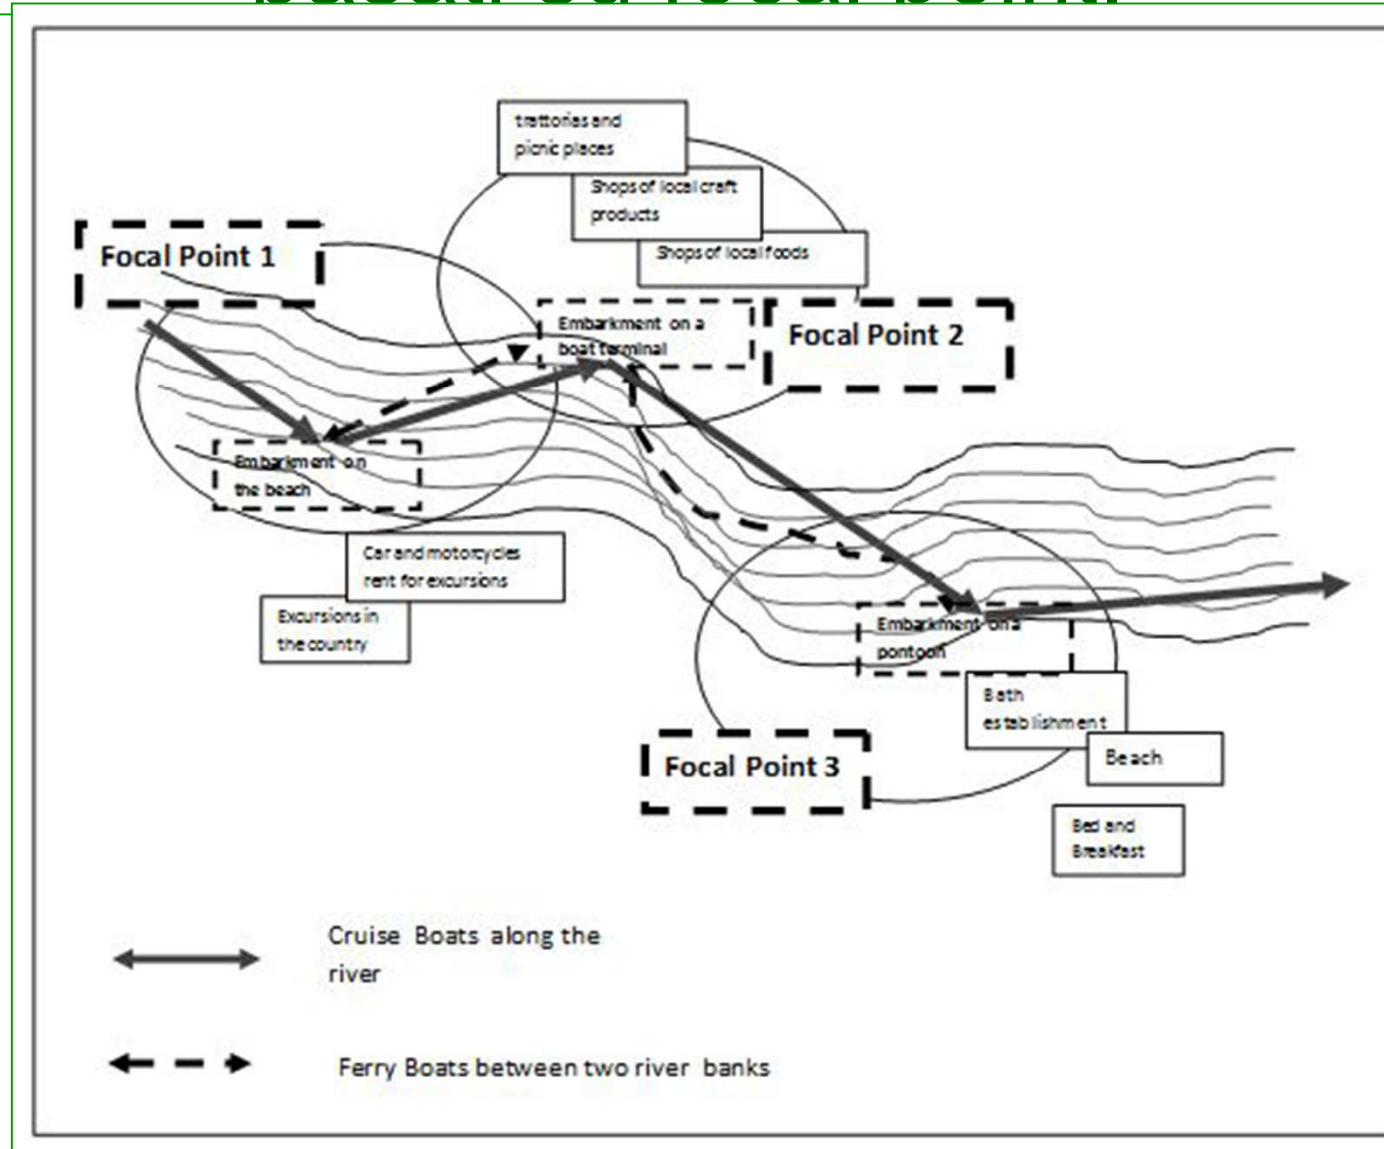 trattorias and
picnic places
Shops of local craft
products
Shops of local foods
Focal Point 1
Embarkment on a
boat terminal
Focal Point 2
Embarkment on
the beach
Car and motorcycles
rent for excursions
Excursions in
the country
Embarkment on a
pontoon
Bath
establishment
Focal Point 3
Beach
Bed and
Breakfast
Cruise Boats along the
river
Ferry Boats between two river banks